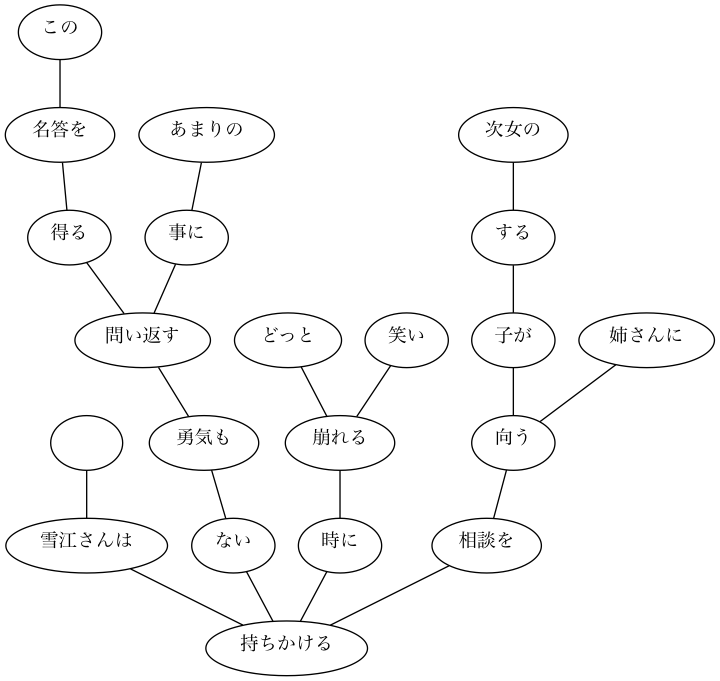 この
名答を
あまりの
次女の
得る
事に
する
問い返す
どっと
笑い
子が
姉さんに
勇気も
崩れる
向う
雪江さんは
ない
時に
相談を
持ちかける